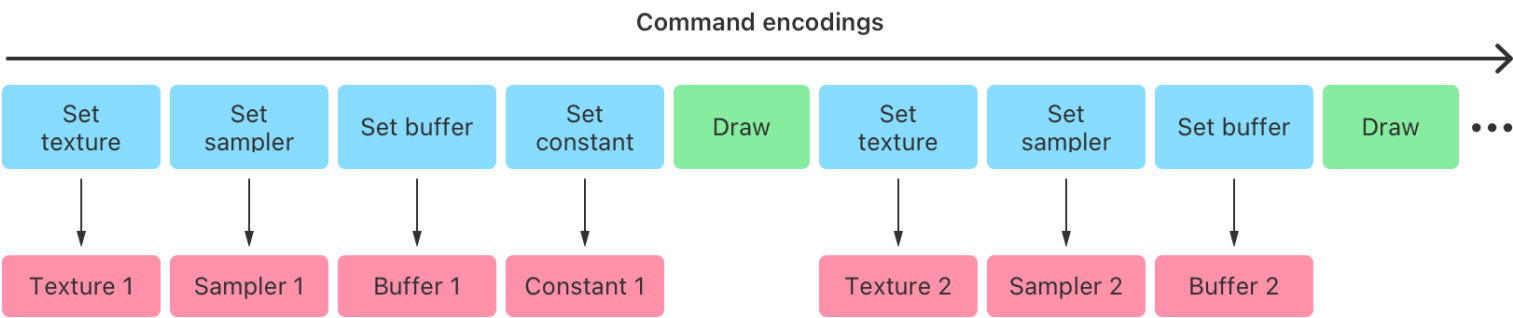 Command encodings
Set
texture
Set
sampler
Set buffer
Set
constant
Draw
Set
texture
Set
sampler
Set buffer
Draw
Texture 1
Sampler 1
Buffer 1
Constant 1
Texture 2
Sampler 2
Buffer 2